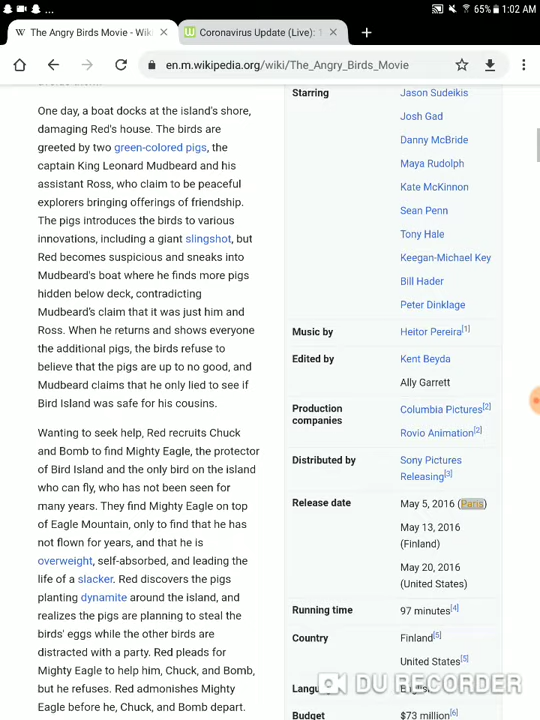 65% 1:02 AM
The Angry Birds Movie - Wiki
Coronavirus Update (Live): 1
en.m.wikipedia.org/wiki/The_Angry_Birds_Movie
One day, a boat docks at the island's shore,
damaging Red's house. The birds are
greeted by two green-colored pigs, the
captain King Leonard Mudbeard and his
assistant Ross, who claim to be peaceful
explorers bringing offerings of friendship.
The pigs introduces the birds to various
innovations, including a giant slingshot, but
Red becomes suspicious and sneaks into
Mudbeard's boat where he finds more pigs
hidden below deck, contradicting
Mudbeard's claim that it was just him and
Ross. When he returns and shows everyone
the additional pigs, the birds refuse to
believe that the pigs are up to no good, and
Mudbeard claims that he only lied to see if
Bird Island was safe for his cousins.
Wanting to seek help, Red recruits Chuck
and Bomb to find Mighty Eagle, the protector
of Bird Island and the only bird on the island
who can fly, who has not been seen for
many years. They find Mighty Eagle on top
of Eagle Mountain, only to find that he has
not flown for years, and that he is
overweight, self-absorbed, and leading the
life of a slacker. Red discovers the pigs
planting dynamite around the island, and
realizes the pigs are planning to steal the
birds' eggs while the other birds are
distracted with a party. Red pleads for
Mighty Eagle to help him, Chuck, and Bomb,
but he refuses. Red admonishes Mighty
Eagle before he, Chuck, and Bomb depart.
Starring
Jason Sudeikis
Josh Gad
Danny McBride
Maya Rudolph
Kate McKinnon
Sean Penn
Tony Hale
Keegan-Michael Key
Bill Hader
Peter Dinklage
Music by Heitor Pereira[1]
Edited by Kent Beyda
Ally Garrett
Production Columbia Pictures[2]
companies
Rovio Animation[2]
Distributed by Sony Pictures
Releasing[3]
Release date May 5, 2016 (Paris)
May 13, 2016
(Finland)
May 20, 2016
(United States)
Running time 97 minutes[4]
Country Finland[5]
United States[5]
DU RECORDER
Budget $73 million[6]